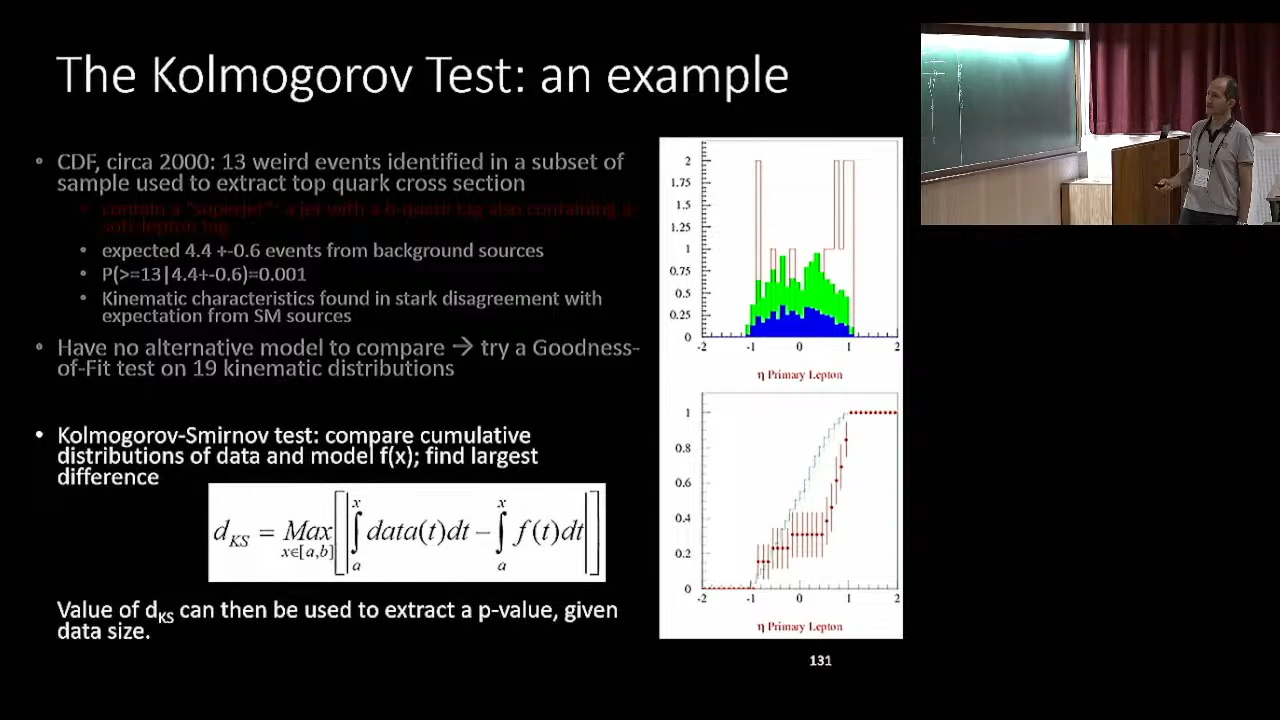 The Kolmogorov Test: an example
• CDF, circa 2000: 13 weird events identified in a subset of
sample used to extract top quark cross section
• contain a "superjet": a jet with a b-quark tag also containing a
soft-lepton tag
• expected 4.4 +-0.6 events from background sources
• P(>=13|4.4+-0.6)=0.001
• Kinematic characteristics found in stark disagreement with
expectation from SM sources
• Have no alternative model to compare → try a Goodness-
of-Fit test on 19 kinematic distributions
• Kolmogorov-Smirnov test: compare cumulative
distributions of data and model f(x); find largest
difference
d_KS = Max_{x∈[a,b]} [ | ∫_a^x data(t)dt − ∫_a^x f(t)dt | ]
Value of d_KS can then be used to extract a p-value, given
data size.
2
1.75
1.5
1.25
1
0.75
0.5
0.25
0
-2 -1 0 1 2
η Primary Lepton
1
0.8
0.6
0.4
0.2
0
-2 -1 0 1 2
η Primary Lepton
131